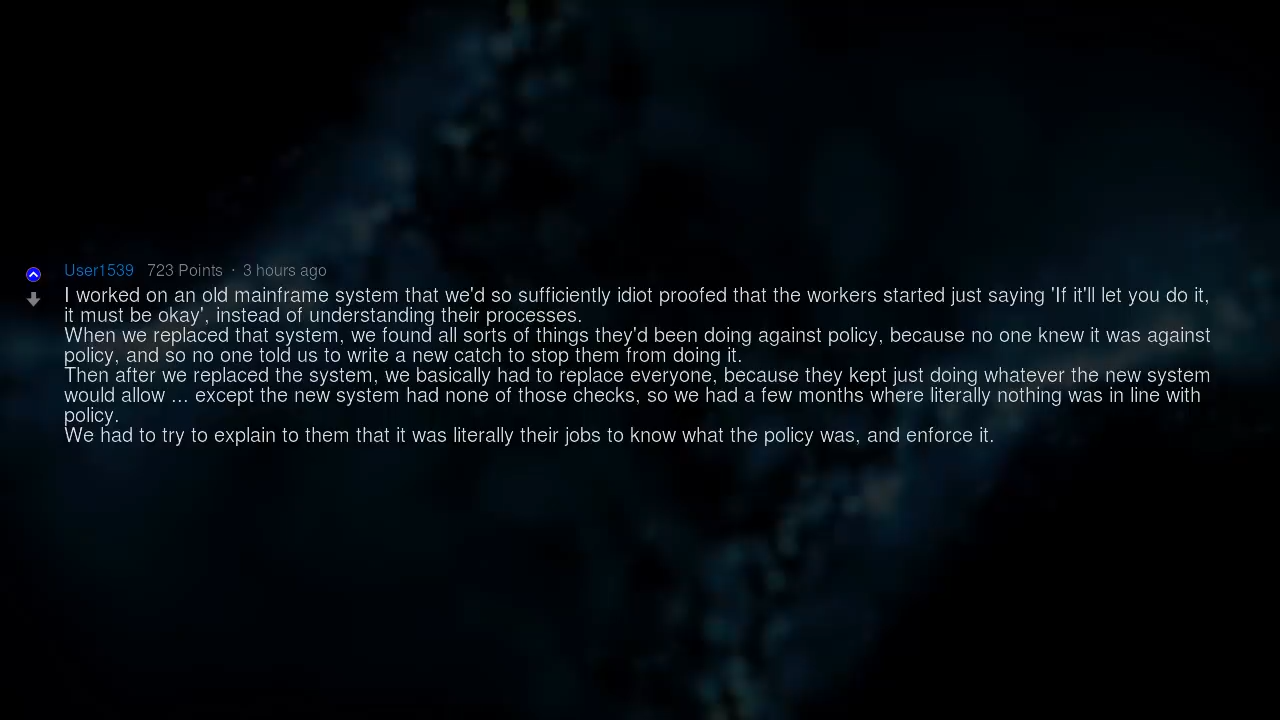 User1539 723 Points · 3 hours ago
I worked on an old mainframe system that we'd so sufficiently idiot proofed that the workers started just saying 'If it'll let you do it,
it must be okay', instead of understanding their processes.
When we replaced that system, we found all sorts of things they'd been doing against policy, because no one knew it was against
policy, and so no one told us to write a new catch to stop them from doing it.
Then after we replaced the system, we basically had to replace everyone, because they kept just doing whatever the new system
would allow ... except the new system had none of those checks, so we had a few months where literally nothing was in line with
policy.
We had to try to explain to them that it was literally their jobs to know what the policy was, and enforce it.